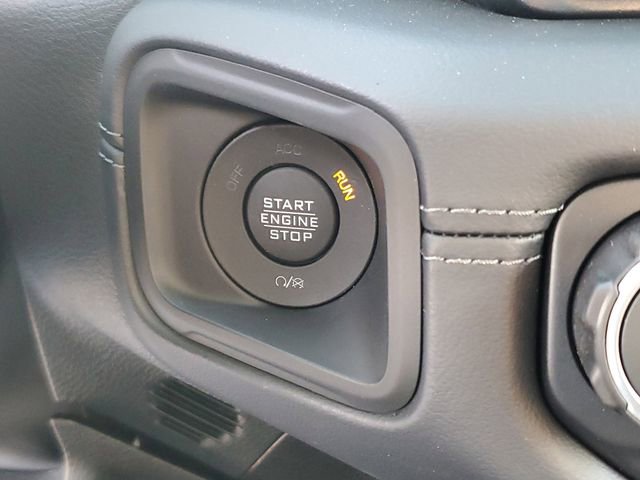 ACC
OFF
RUN
START
ENGINE
STOP